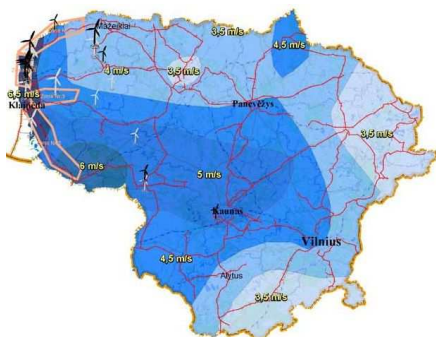 3,5 m/s
4,5 m/s
Mažeikiai
4 m/s
3,5 m/s
6,5 m/s
Klaipėda
Panevėžys
3,5 m/s
6 m/s
5 m/s
Kaunas
Vilnius
4,5 m/s
Alytus
3,5 m/s